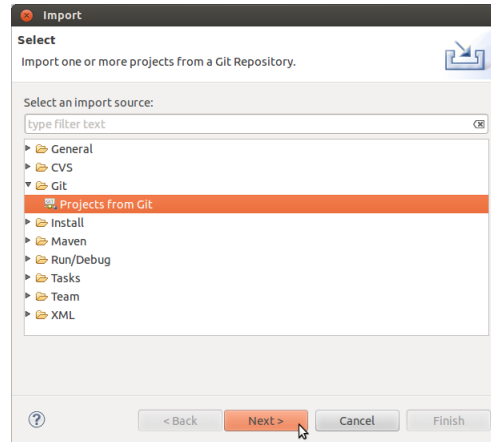 Import
Select
Import one or more projects from a Git Repository.
Select an import source:
type filter text
General
CVS
Git
Projects from Git
Install
Maven
Run/Debug
Tasks
Team
XML
? < Back Next > Cancel Finish